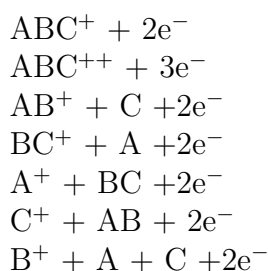 ABC⁺ + 2e⁻
ABC⁺⁺ + 3e⁻
AB⁺ + C +2e⁻
BC⁺ + A +2e⁻
A⁺ + BC +2e⁻
C⁺ + AB + 2e⁻
B⁺ + A + C +2e⁻